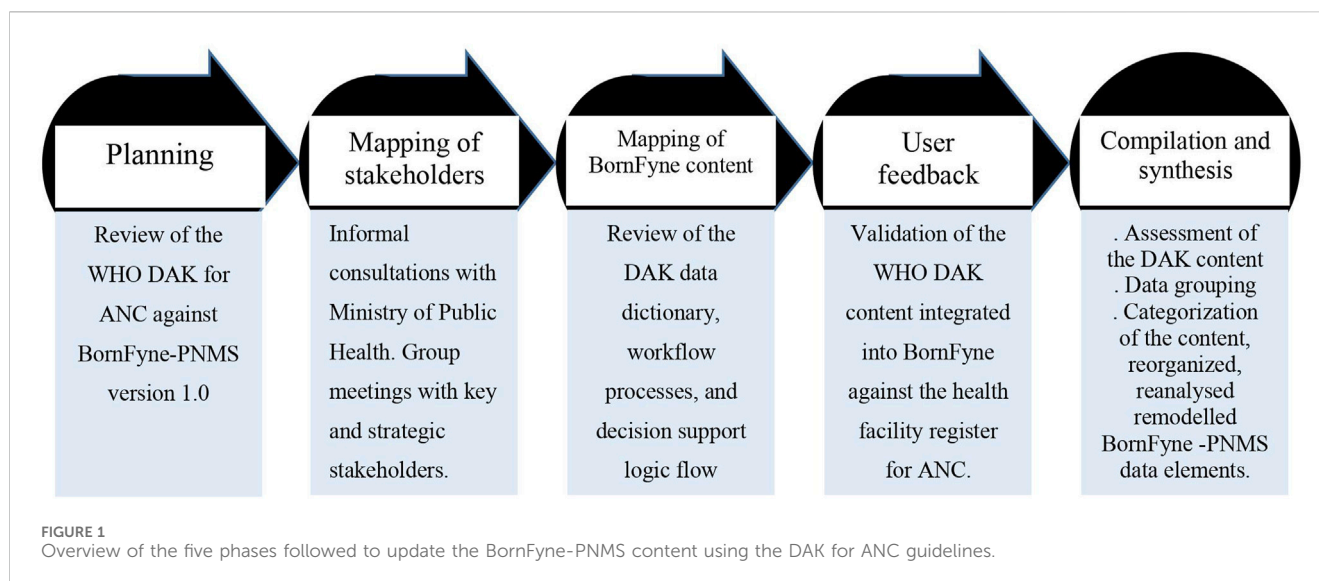 Planning
Review of the
WHO DAK for
ANC against
BornFyne-PNMS
version 1.0
Mapping of
stakeholders
Informal
consultations with
Ministry of Public
Health. Group
meetings with key
and strategic
stakeholders.
Mapping of
BornFyne content
Review of the
DAK data
dictionary,
workflow
processes, and
decision support
logic flow
User
feedback
Validation of the
WHO DAK
content integrated
into BornFyne
against the health
facility register
for ANC.
Compilation and
synthesis
. Assessment of
the DAK content
. Data grouping
. Categorization
of the content,
reorganized,
reanalysed
remodelled
BornFyne -PNMS
data elements.
FIGURE 1
Overview of the five phases followed to update the BornFyne-PNMS content using the DAK for ANC guidelines.